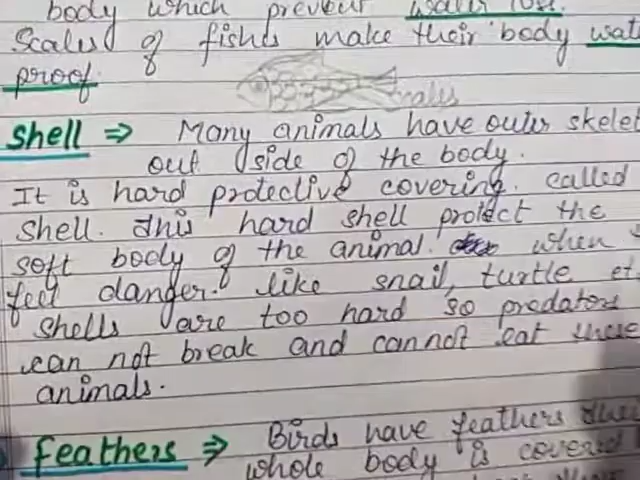 body which prevent water loss.
Scales of fishes make their body wat
proof.
scales
Shell ⇒ Many animals have outer skelet
out side of the body.
It is hard protective covering. called
shell. This hard shell protect the
soft body of the animal. when
feel danger. like snail, turtle et
shells are too hard so predators
can not break and cannot eat these
animals.
Feathers ⇒ Birds have feathers their
whole body is covered